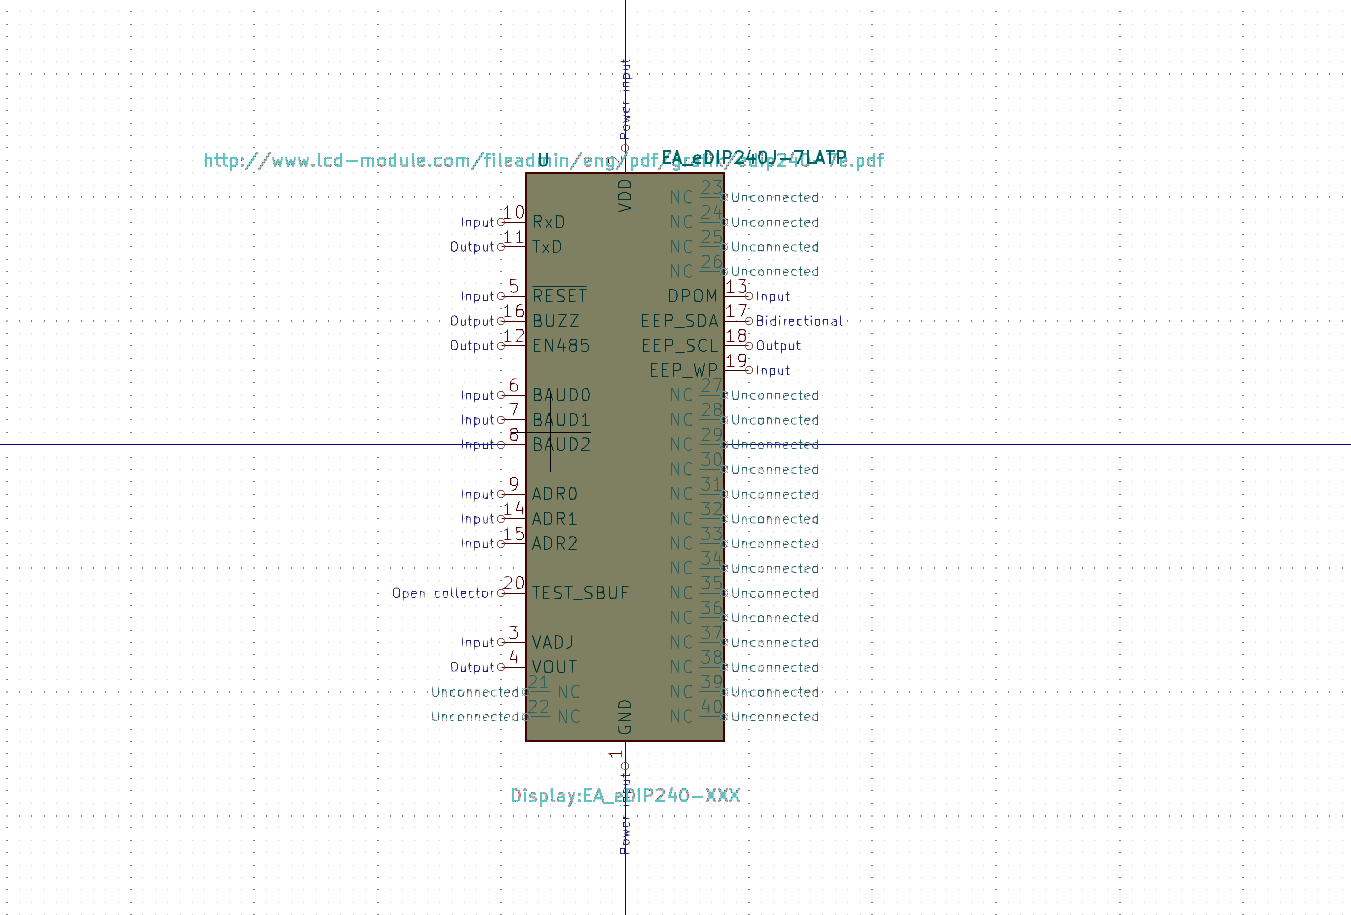 Power input
http://www.lcd-module.com/fileadmin/eng/pdf/grafik/edip240-7e.pdf
U
EA_eDIP240J-7LATP
VDD
23 NC Unconnected
Input 10 RxD
24 NC Unconnected
Output 11 TxD
25 NC Unconnected
26 NC Unconnected
Input 5 RESET
DPOM 13 Input
Output 16 BUZZ
EEP_SDA 17 Bidirectional
Output 12 EN485
EEP_SCL 18 Output
EEP_WP 19 Input
Input 6 BAUD0
NC 27 Unconnected
Input 7 BAUD1
NC 28 Unconnected
Input 8 BAUD2
NC 29 Unconnected
NC 30 Unconnected
Input 9 ADR0
NC 31 Unconnected
Input 14 ADR1
NC 32 Unconnected
Input 15 ADR2
NC 33 Unconnected
NC 34 Unconnected
Open collector 20 TEST_SBUF
NC 35 Unconnected
NC 36 Unconnected
Input 3 VADJ
NC 37 Unconnected
Output 4 VOUT
NC 38 Unconnected
Unconnected 21 NC
NC 39 Unconnected
Unconnected 22 NC
NC 40 Unconnected
GND
1
Display:EA_eDIP240-XXX
Power input